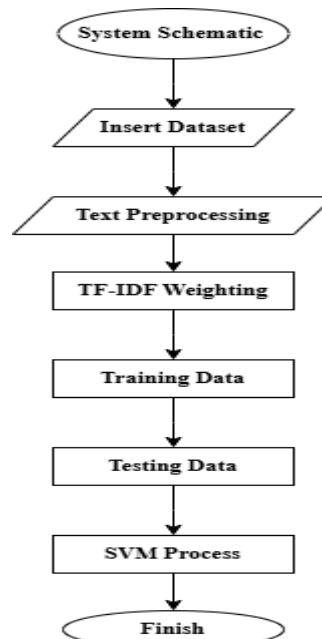 System Schematic
Insert Dataset
Text Preprocessing
TF-IDF Weighting
Training Data
Testing Data
SVM Process
Finish